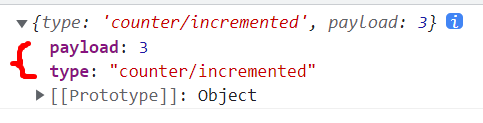 ▼{type: 'counter/incremented', payload: 3} i
payload: 3
type: "counter/incremented"
▶[[Prototype]]: Object